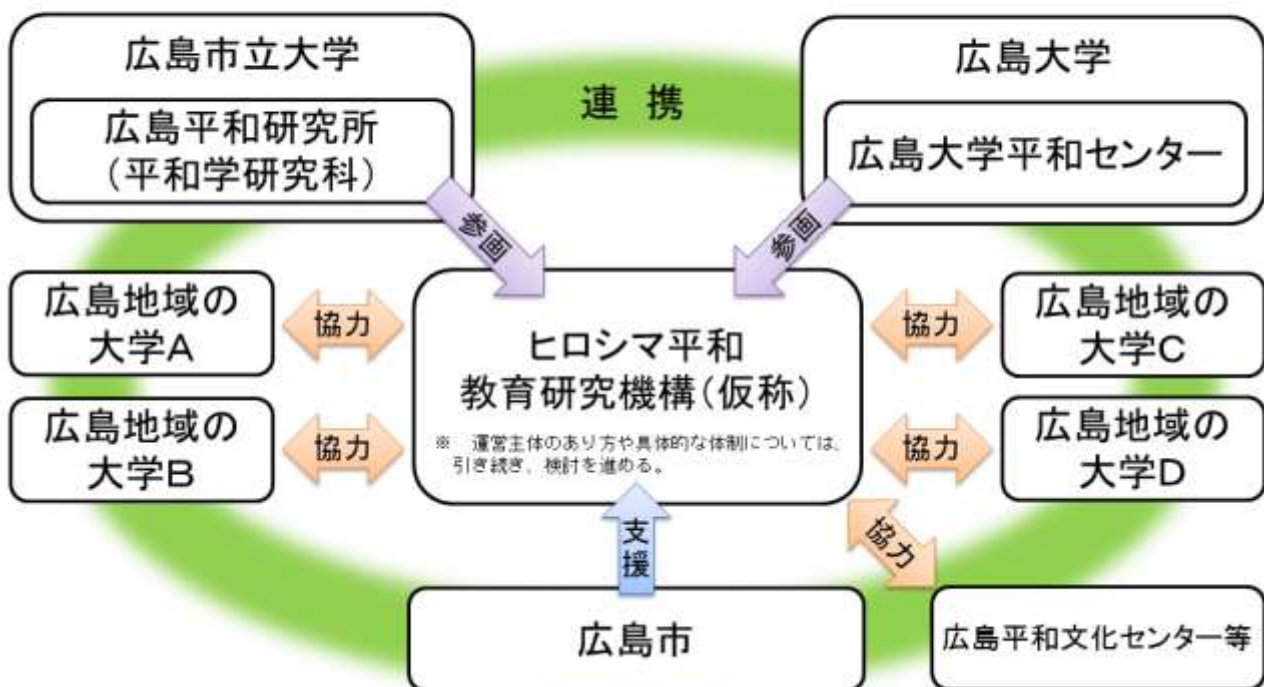 広島市立大学
広島平和研究所
(平和学研究科)
連携
広島大学
広島大学平和センター
参画
参画
広島地域の
大学A
協力
広島地域の
大学B
協力
ヒロシマ平和
教育研究機構(仮称)
※ 運営主体のあり方や具体的な体制については、
引き続き、検討を進める。
協力
広島地域の
大学C
協力
広島地域の
大学D
支援
協力
広島市
広島平和文化センター等